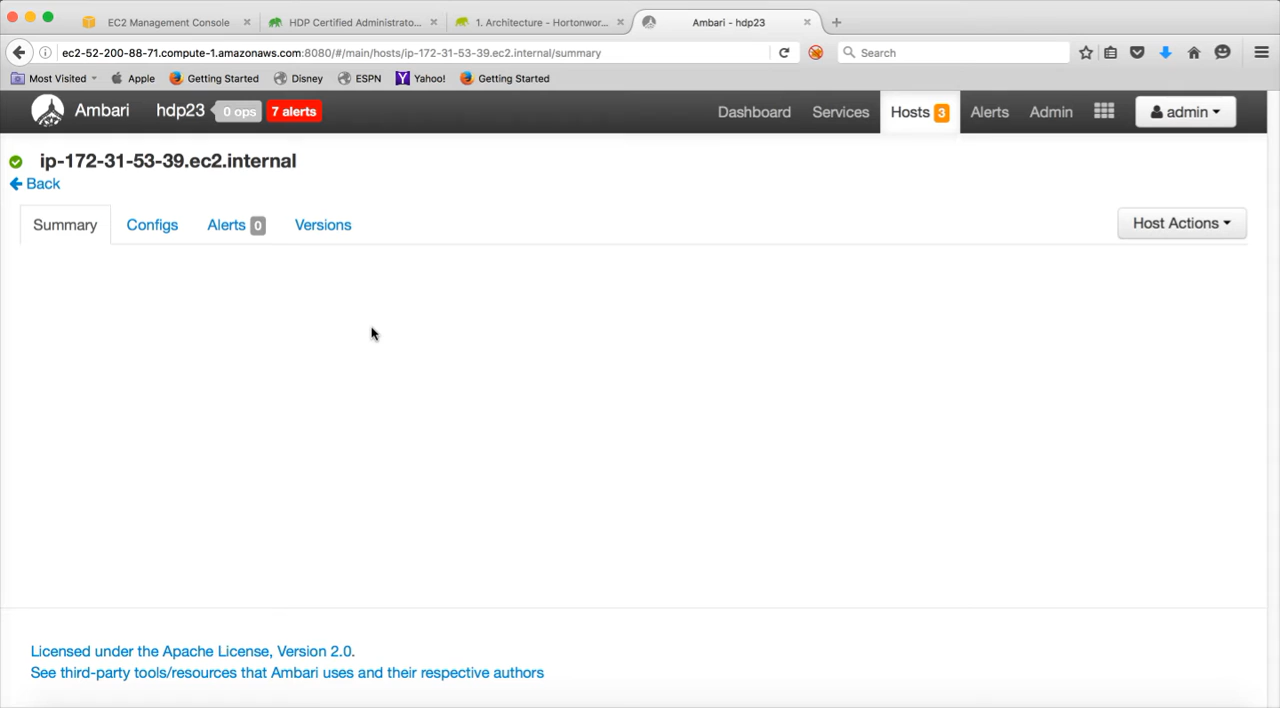 EC2 Management Console
HDP Certified Administrato...
1. Architecture - Hortonwor...
Ambari - hdp23
ec2-52-200-88-71.compute-1.amazonaws.com:8080/#/main/hosts/ip-172-31-53-39.ec2.internal/summary
Search
Most Visited
Apple
Getting Started
Disney
ESPN
Yahoo!
Getting Started
Ambari
hdp23
0 ops
7 alerts
Dashboard
Services
Hosts 3
Alerts
Admin
admin
ip-172-31-53-39.ec2.internal
Back
Summary
Configs
Alerts 0
Versions
Host Actions
Licensed under the Apache License, Version 2.0.
See third-party tools/resources that Ambari uses and their respective authors